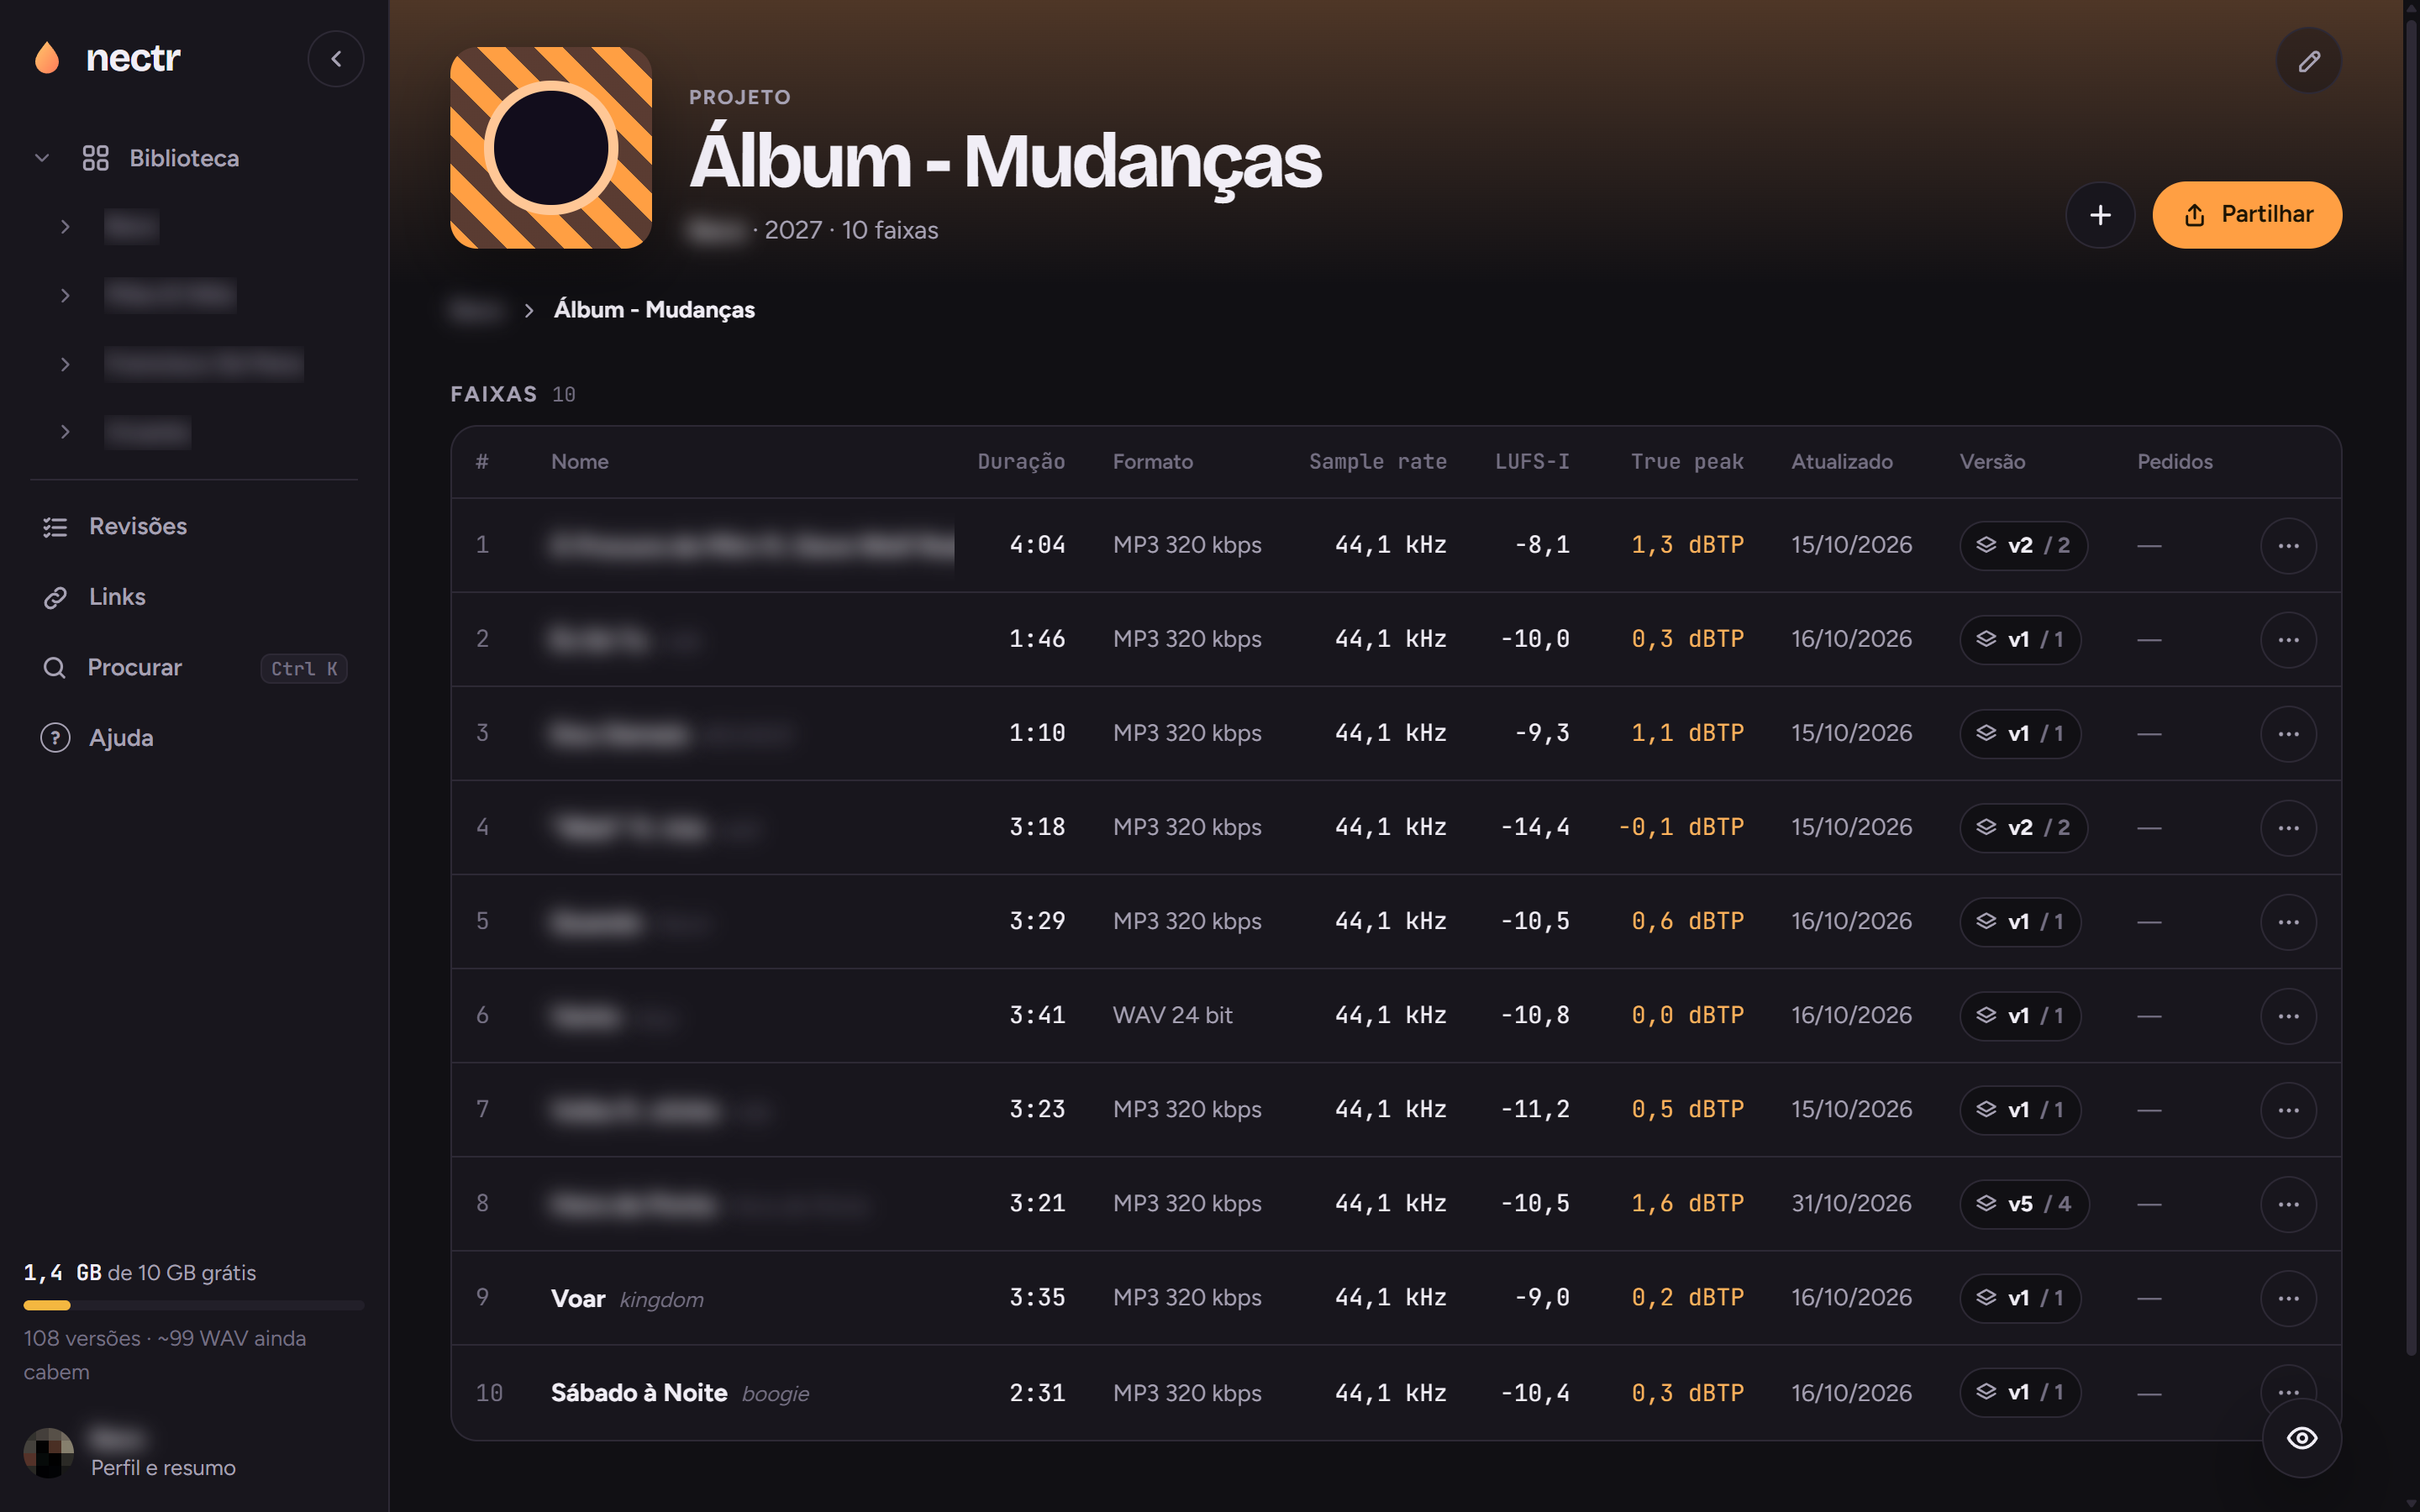 nectr
Biblioteca
Revisões
Links
Procurar Ctrl K
Ajuda
1,4 GB de 10 GB grátis
108 versões · ~99 WAV ainda
cabem
Perfil e resumo
PROJETO
Álbum - Mudanças
· 2027 · 10 faixas
Partilhar
Álbum - Mudanças
FAIXAS 10
# Nome Duração Formato Sample rate LUFS-I True peak Atualizado Versão Pedidos
1 4:04 MP3 320 kbps 44,1 kHz -8,1 1,3 dBTP 15/10/2026 v2 / 2 —
2 1:46 MP3 320 kbps 44,1 kHz -10,0 0,3 dBTP 16/10/2026 v1 / 1 —
3 1:10 MP3 320 kbps 44,1 kHz -9,3 1,1 dBTP 15/10/2026 v1 / 1 —
4 3:18 MP3 320 kbps 44,1 kHz -14,4 -0,1 dBTP 15/10/2026 v2 / 2 —
5 3:29 MP3 320 kbps 44,1 kHz -10,5 0,6 dBTP 16/10/2026 v1 / 1 —
6 3:41 WAV 24 bit 44,1 kHz -10,8 0,0 dBTP 16/10/2026 v1 / 1 —
7 3:23 MP3 320 kbps 44,1 kHz -11,2 0,5 dBTP 15/10/2026 v1 / 1 —
8 3:21 MP3 320 kbps 44,1 kHz -10,5 1,6 dBTP 31/10/2026 v5 / 4 —
9 Voar kingdom 3:35 MP3 320 kbps 44,1 kHz -9,0 0,2 dBTP 16/10/2026 v1 / 1 —
10 Sábado à Noite boogie 2:31 MP3 320 kbps 44,1 kHz -10,4 0,3 dBTP 16/10/2026 v1 / 1 —